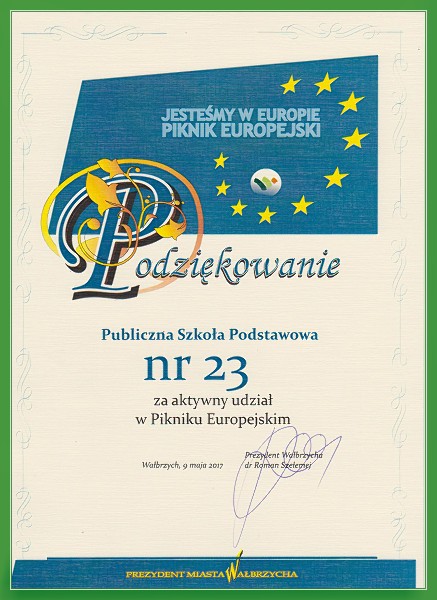 JESTEŚMY W EUROPIE
PIKNIK EUROPEJSKI
Podziękowanie
Publiczna Szkoła Podstawowa
nr 23
za aktywny udział
w Pikniku Europejskim
Prezydent Wałbrzycha
Wałbrzych, 9 maja 2017
dr Roman Szełemej
PREZYDENT MIASTA WAŁBRZYCHA